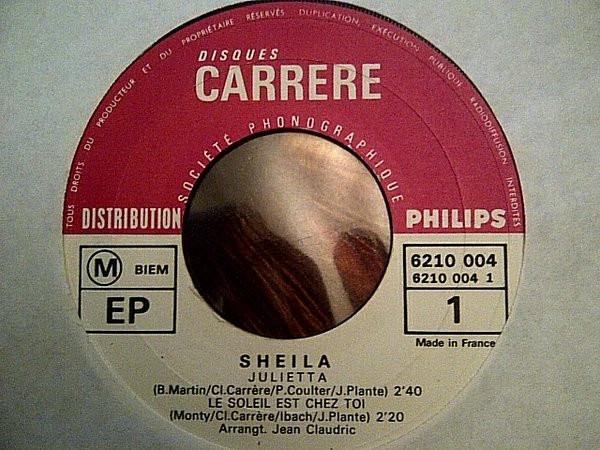 TOUS DROITS DU PRODUCTEUR ET DU PROPRIÉTAIRE RÉSERVÉS DUPLICATION, EXÉCUTION PUBLIQUE, RADIODIFFUSION INTERDITES
DISQUES
CARRERE
SOCIÉTÉ PHONOGRAPHIQUE
DISTRIBUTION PHILIPS
M BIEM
EP
6210 004
6210 004 1
1
Made in France
SHEILA
JULIETTA
(B.Martin/Cl.Carrère/P.Coulter/J.Plante) 2'40
LE SOLEIL EST CHEZ TOI
(Monty/Cl.Carrère/Ibach/J.Plante) 2'20
Arrangt. Jean Claudric